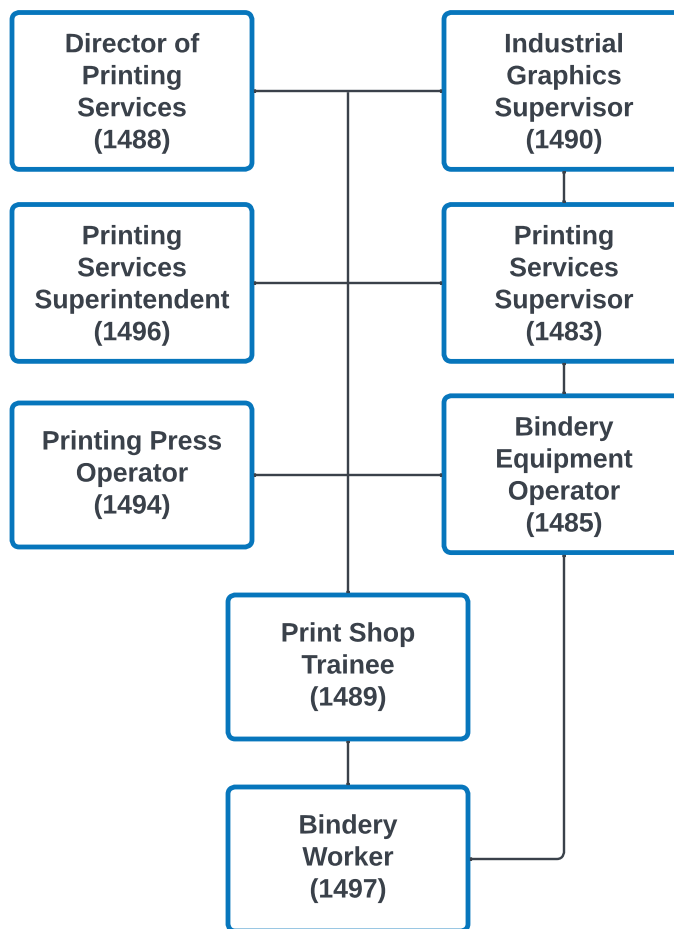 Director of
Printing
Services
(1488)
Industrial
Graphics
Supervisor
(1490)
Printing
Services
Superintendent
(1496)
Printing
Services
Supervisor
(1483)
Printing Press
Operator
(1494)
Bindery
Equipment
Operator
(1485)
Print Shop
Trainee
(1489)
Bindery
Worker
(1497)